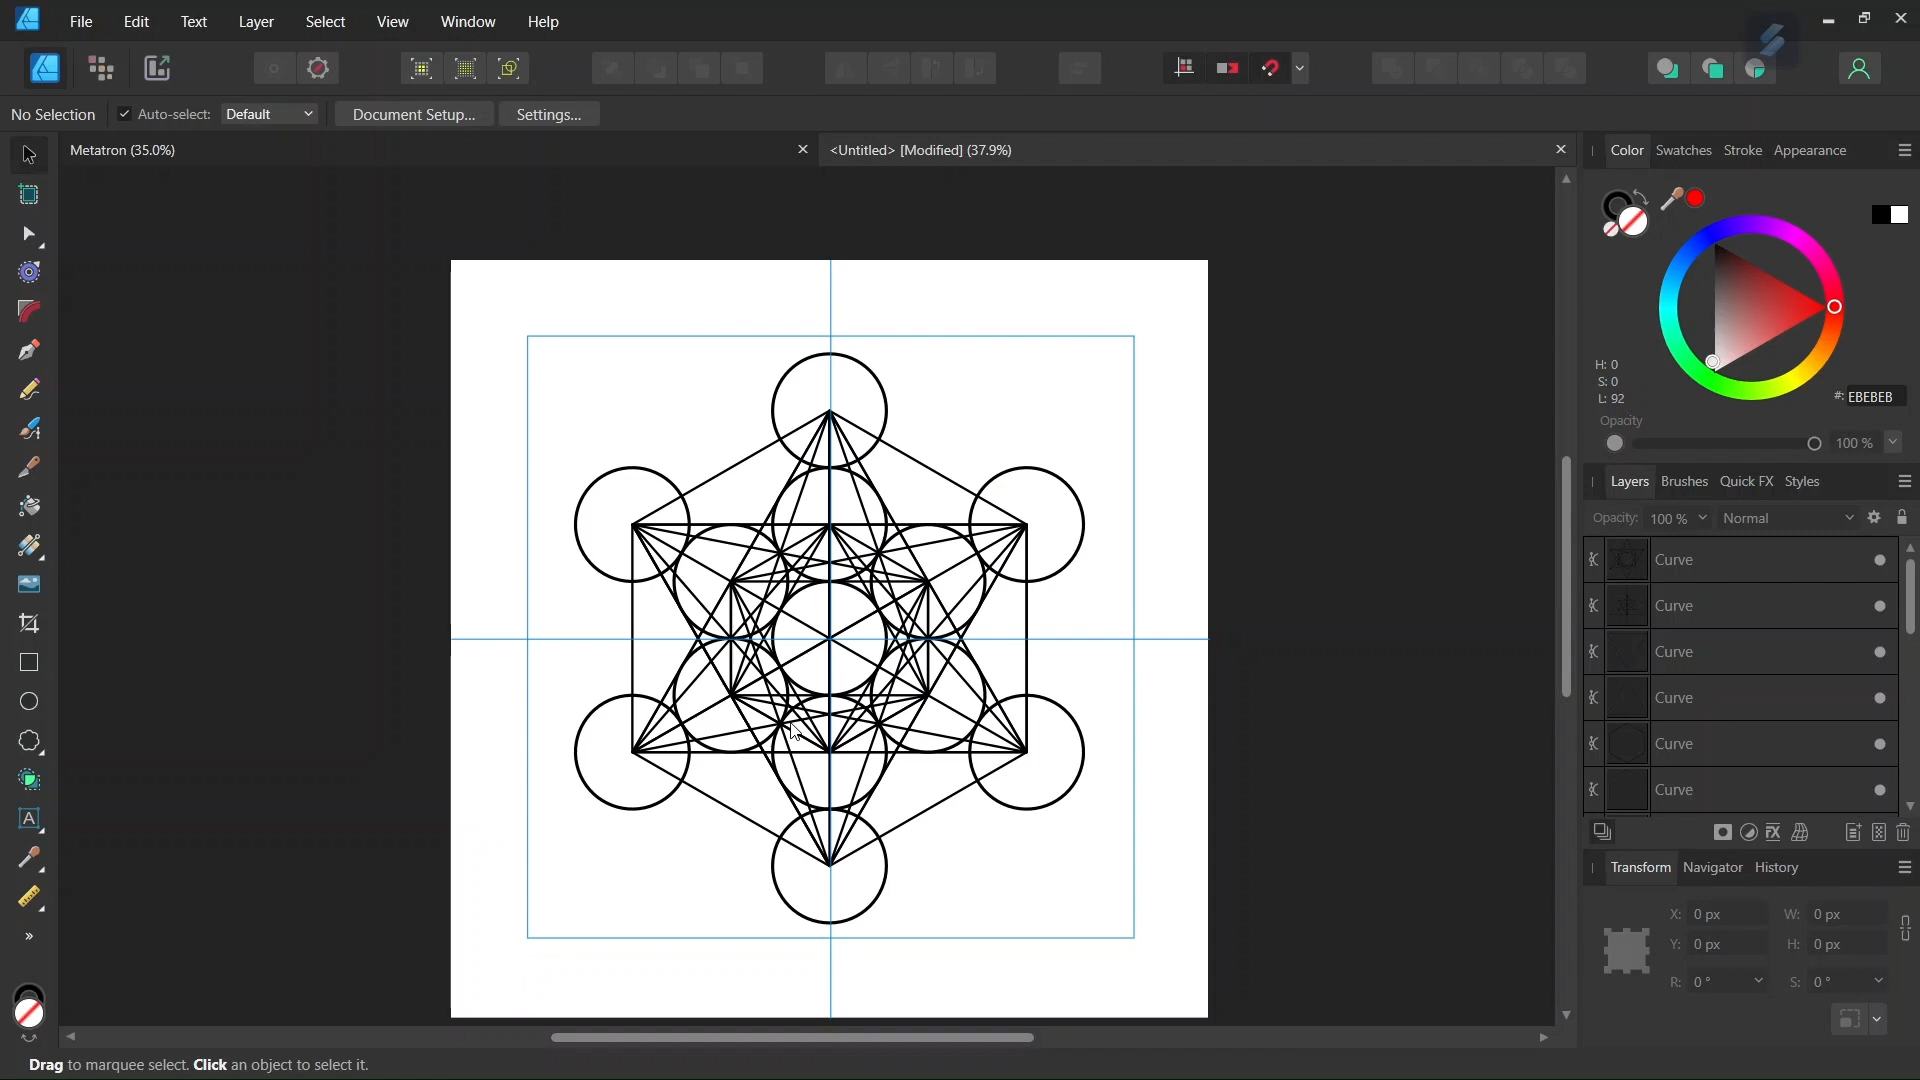 File Edit Text Layer Select View Window Help
No Selection Auto-select: Default Document Setup... Settings...
Metatron (35.0%)
<Untitled> [Modified] (37.9%)
Color Swatches Stroke Appearance
H: 0
S: 0
L: 92
#: EBEBEB
Opacity
100 %
Layers Brushes Quick FX Styles
Opacity: 100 % Normal
Curve
Curve
Curve
Curve
Curve
Curve
Transform Navigator History
X: 0 px W: 0 px
Y: 0 px H: 0 px
R: 0 ° S: 0 °
Drag to marquee select. Click an object to select it.